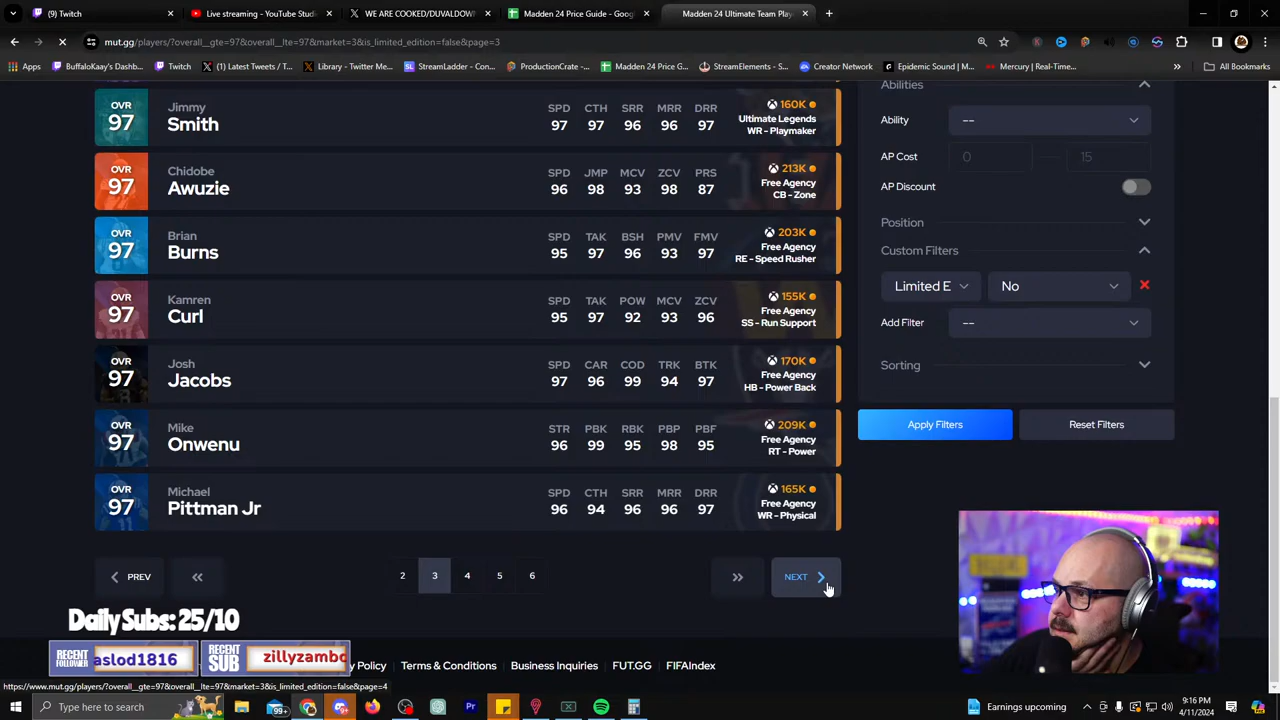 (9) Twitch
Live streaming - YouTube Studi
WE ARE COOKED/DUVALDOWN
Madden 24 Price Guide - Goog
Madden 24 Ultimate Team Play
mut.gg/players/?overall__gte=97&overall__lte=97&market=3&is_limited_edition=false&page=3
Apps
BuffaloKaay's Dashb...
Twitch
(1) Latest Tweets / T...
Library / Twitter Me...
StreamLadder - Con...
ProductionCrate - ...
Madden 24 Price G...
StreamElements - S...
Creator Network
Epidemic Sound | M...
Mercury | Real-Time...
All Bookmarks
OVR
97
Jimmy
Smith
SPD CTH SRR MRR DRR
97 97 96 96 97
160K
Ultimate Legends
WR - Playmaker
OVR
97
Chidobe
Awuzie
SPD JMP MCV ZCV PRS
96 98 93 98 87
213K
Free Agency
CB - Zone
OVR
97
Brian
Burns
SPD TAK BSH PMV FMV
95 97 96 93 97
203K
Free Agency
RE - Speed Rusher
OVR
97
Kamren
Curl
SPD TAK POW MCV ZCV
95 97 92 93 96
155K
Free Agency
SS - Run Support
OVR
97
Josh
Jacobs
SPD CAR COD TRK BTK
97 96 99 94 97
170K
Free Agency
HB - Power Back
OVR
97
Mike
Onwenu
STR PBK RBK PBP PBF
96 99 95 98 95
209K
Free Agency
RT - Power
OVR
97
Michael
Pittman Jr
SPD CTH SRR MRR DRR
96 94 96 96 97
165K
Free Agency
WR - Physical
Abilities
Ability --
AP Cost 0 15
AP Discount
Position
Custom Filters
Limited E No
Add Filter --
Sorting
Apply Filters Reset Filters
PREV « 2 3 4 5 6 » NEXT
Daily Subs: 25/10
RECENT
FOLLOWER
aslod1816
RECENT
SUB
zillyzambo
y Policy Terms & Conditions Business Inquiries FUT.GG FIFAIndex
https://www.mut.gg/players/?overall__gte=97&overall__lte=97&market=3&is_limited_edition=false&page=4
Type here to search
99+
Pr
Earnings upcoming
9:16 PM
4/11/2024